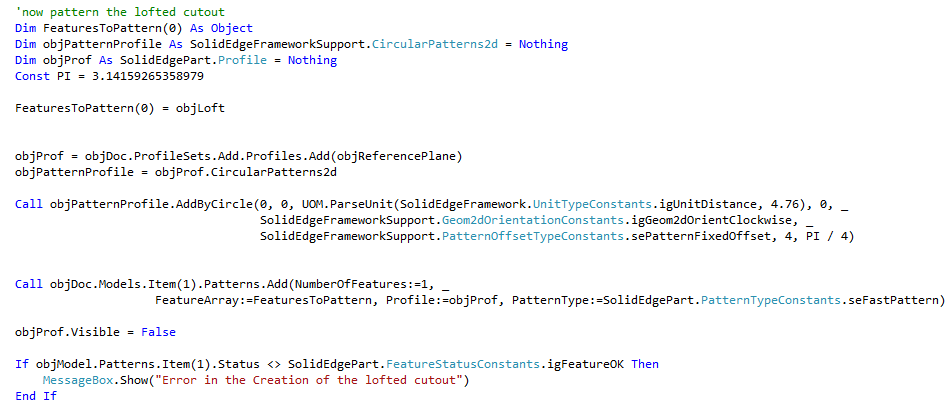 'now pattern the lofted cutout
Dim FeaturesToPattern(0) As Object
Dim objPatternProfile As SolidEdgeFrameworkSupport.CircularPatterns2d = Nothing
Dim objProf As SolidEdgePart.Profile = Nothing
Const PI = 3.14159265358979
FeaturesToPattern(0) = objLoft
objProf = objDoc.ProfileSets.Add.Profiles.Add(objReferencePlane)
objPatternProfile = objProf.CircularPatterns2d
Call objPatternProfile.AddByCircle(0, 0, UOM.ParseUnit(SolidEdgeFramework.UnitTypeConstants.igUnitDistance, 4.76), 0, _
SolidEdgeFrameworkSupport.Geom2dOrientationConstants.igGeom2dOrientClockwise, _
SolidEdgeFrameworkSupport.PatternOffsetTypeConstants.sePatternFixedOffset, 4, PI / 4)
Call objDoc.Models.Item(1).Patterns.Add(NumberOfFeatures:=1, _
FeatureArray:=FeaturesToPattern, Profile:=objProf, PatternType:=SolidEdgePart.PatternTypeConstants.seFastPattern)
objProf.Visible = False
If objModel.Patterns.Item(1).Status <> SolidEdgePart.FeatureStatusConstants.igFeatureOK Then
MessageBox.Show("Error in the Creation of the lofted cutout")
End If